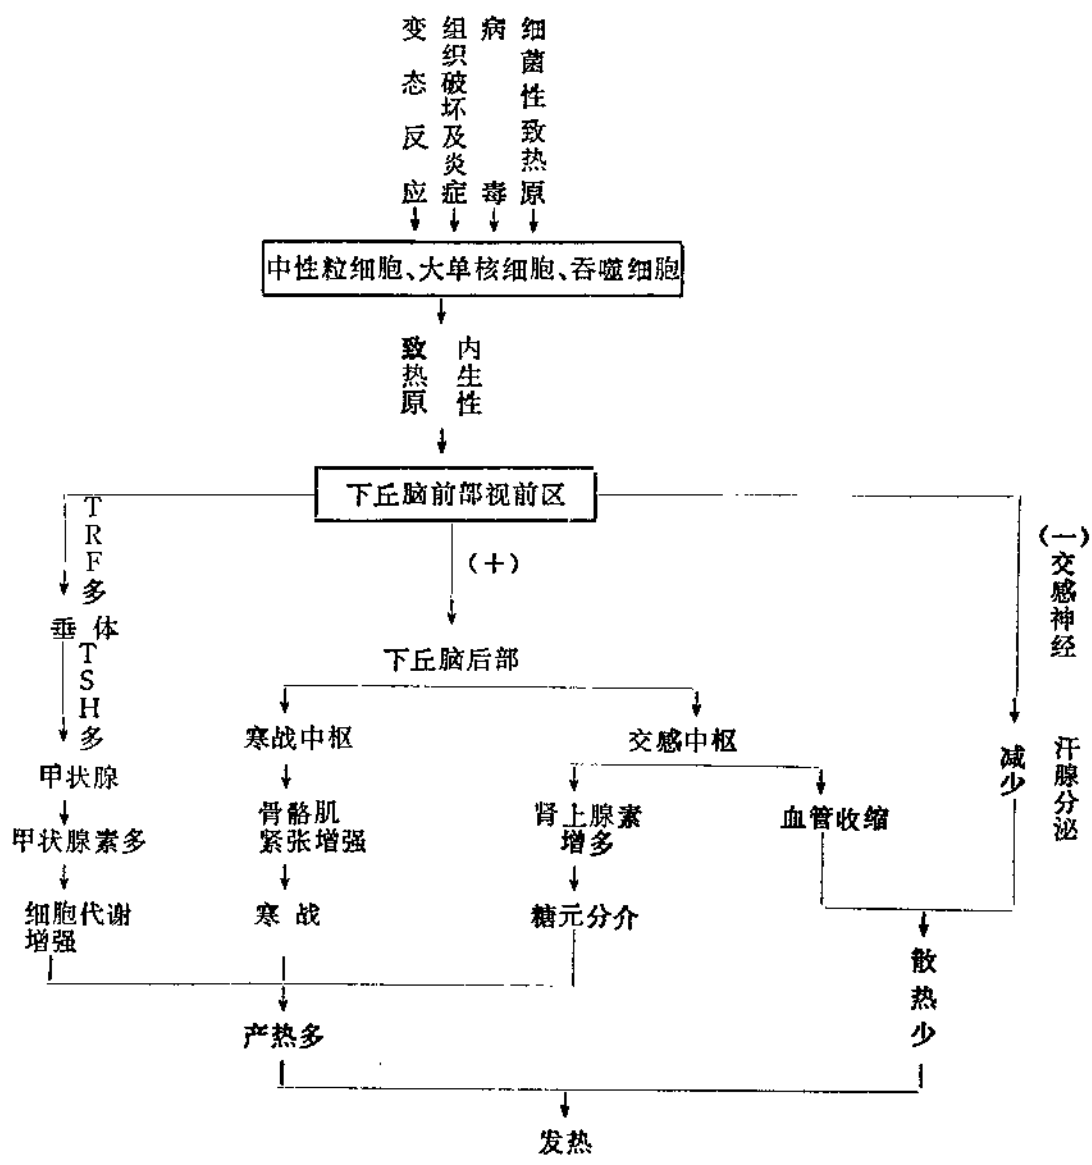 变态反应
组织破坏及炎症
病毒
细菌性致热原
中性粒细胞、大单核细胞、吞噬细胞
内生性
致热原
下丘脑前部视前区
TRF多
(+)
(一)交感神经
垂体
下丘脑后部
TSH多
寒战中枢
交感中枢
汗腺分泌
减少
甲状腺
骨骼肌
紧张增强
肾上腺素
增多
血管收缩
甲状腺素多
细胞代谢
增强
寒战
糖元分介
散热少
产热多
发热